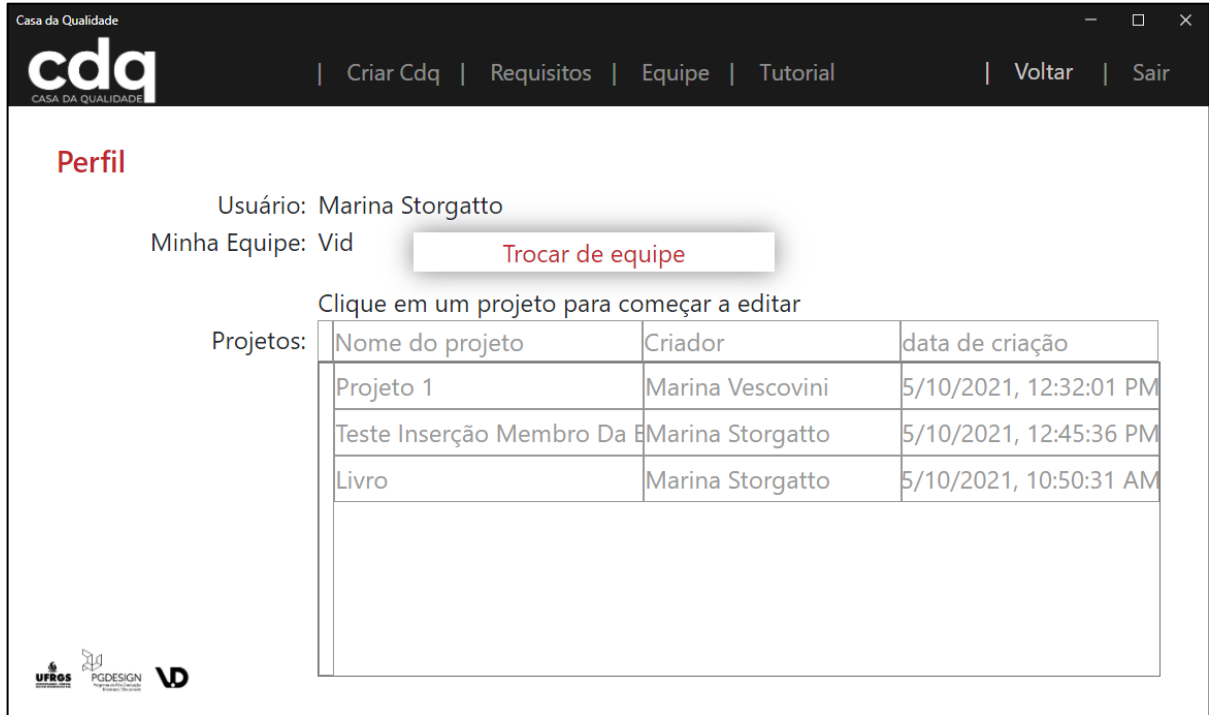 Casa da Qualidade
cdq
CASA DA QUALIDADE
| Criar Cdq | Requisitos | Equipe | Tutorial | Voltar | Sair
Perfil
Usuário: Marina Storgatto
Minha Equipe: Vid Trocar de equipe
Clique em um projeto para começar a editar
Projetos: Nome do projeto Criador data de criação
Projeto 1 Marina Vescovini 5/10/2021, 12:32:01 PM
Teste Inserção Membro Da E Marina Storgatto 5/10/2021, 12:45:36 PM
Livro Marina Storgatto 5/10/2021, 10:50:31 AM
UFRGS PGDESIGN VD